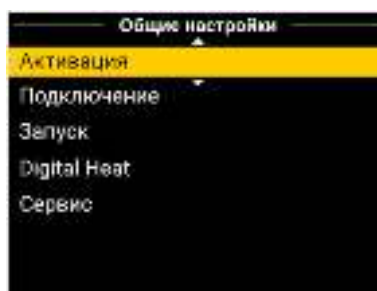 Общие настройки
Активация
Подключение
Запуск
Digital Heat
Сервис